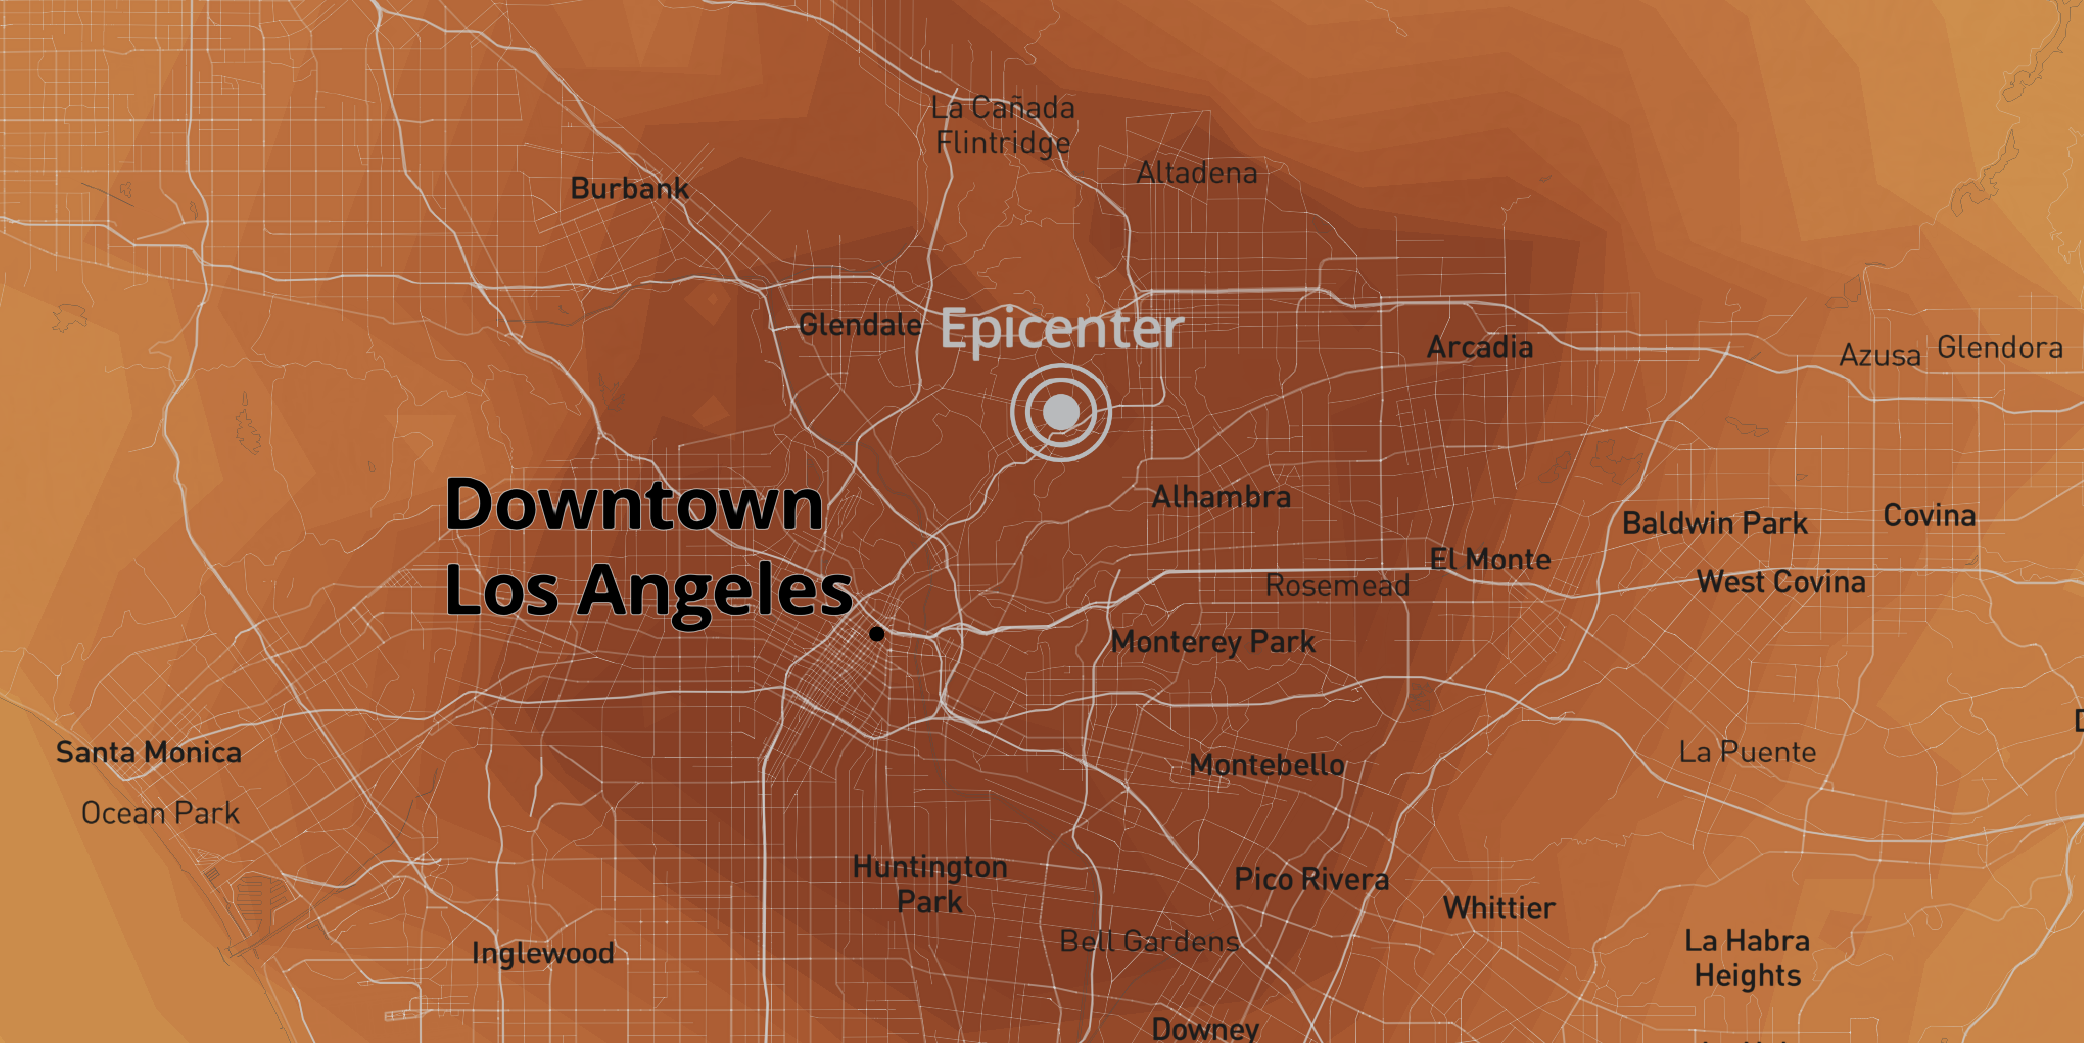 La Cañada
Flintridge
Altadena
Burbank
Epicenter
Glendale
Arcadia
Azusa
Glendora
Downtown
Los Angeles
Alhambra
Baldwin Park
Covina
El Monte
Rosemead
West Covina
Monterey Park
Santa Monica
Montebello
La Puente
Ocean Park
Huntington
Park
Pico Rivera
Whittier
Bell Gardens
Inglewood
La Habra
Heights
Downey